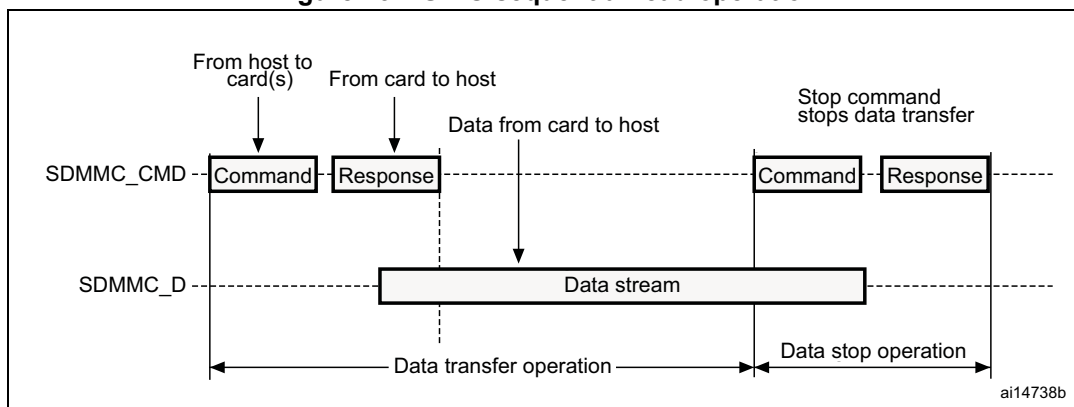 From host to
card(s)
From card to host
Data from card to host
Stop command
stops data transfer
SDMMC_CMD
Command
Response
Command
Response
SDMMC_D
Data stream
Data transfer operation
Data stop operation
ai14738b